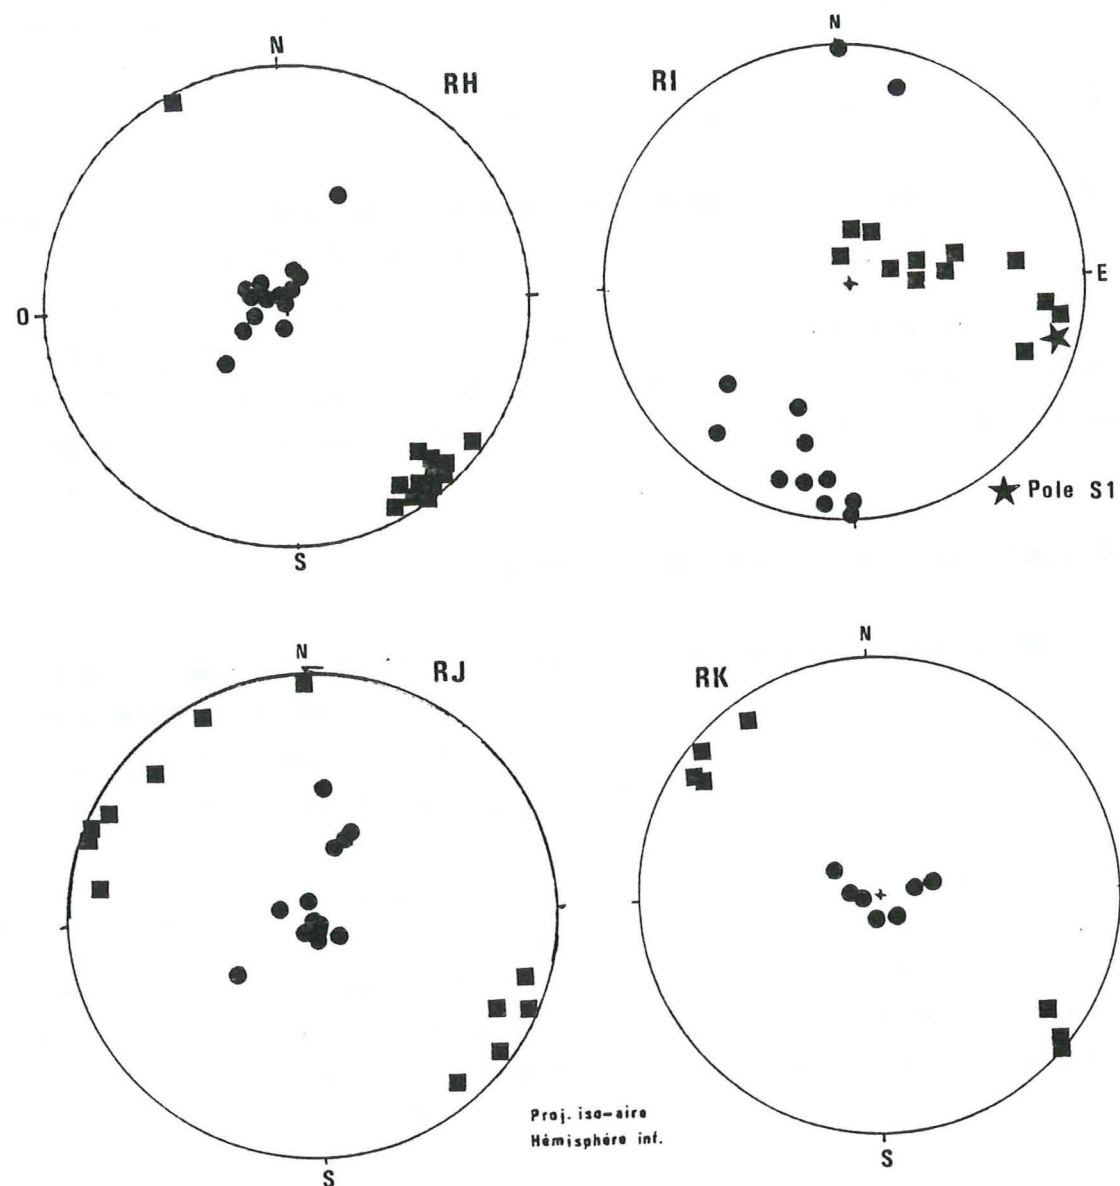 N
RH
O
S
N
RI
E
★ Pole S1
N
RJ
S
N
RK
S
Proj. iso-aire
Hémisphère inf.